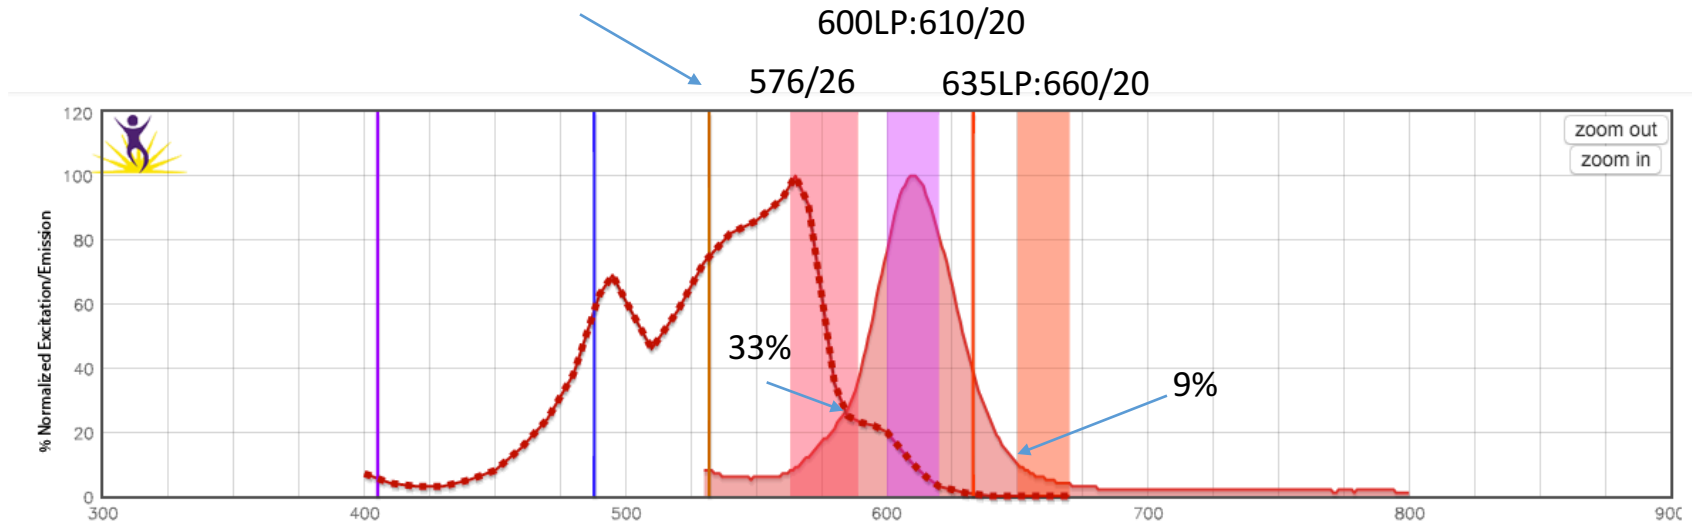 600LP:610/20
576/26 635LP:660/20
120
zoom out
zoom in
100
80
60
40
20
0
% Normalized Excitation/Emission
33%
9%
300 400 500 600 700 800 900